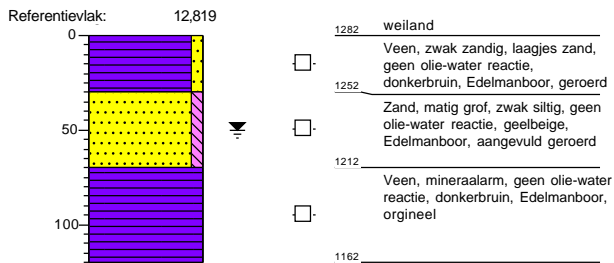 Referentievlak: 12,819
0
50
100
1282 weiland
Veen, zwak zandig, laagjes zand,
geen olie-water reactie,
donkerbruin, Edelmanboor, geroerd
1252
Zand, matig grof, zwak siltig, geen
olie-water reactie, geelbeige,
Edelmanboor, aangevuld geroerd
1212
Veen, mineraalarm, geen olie-water
reactie, donkerbruin, Edelmanboor,
orgineel
1162